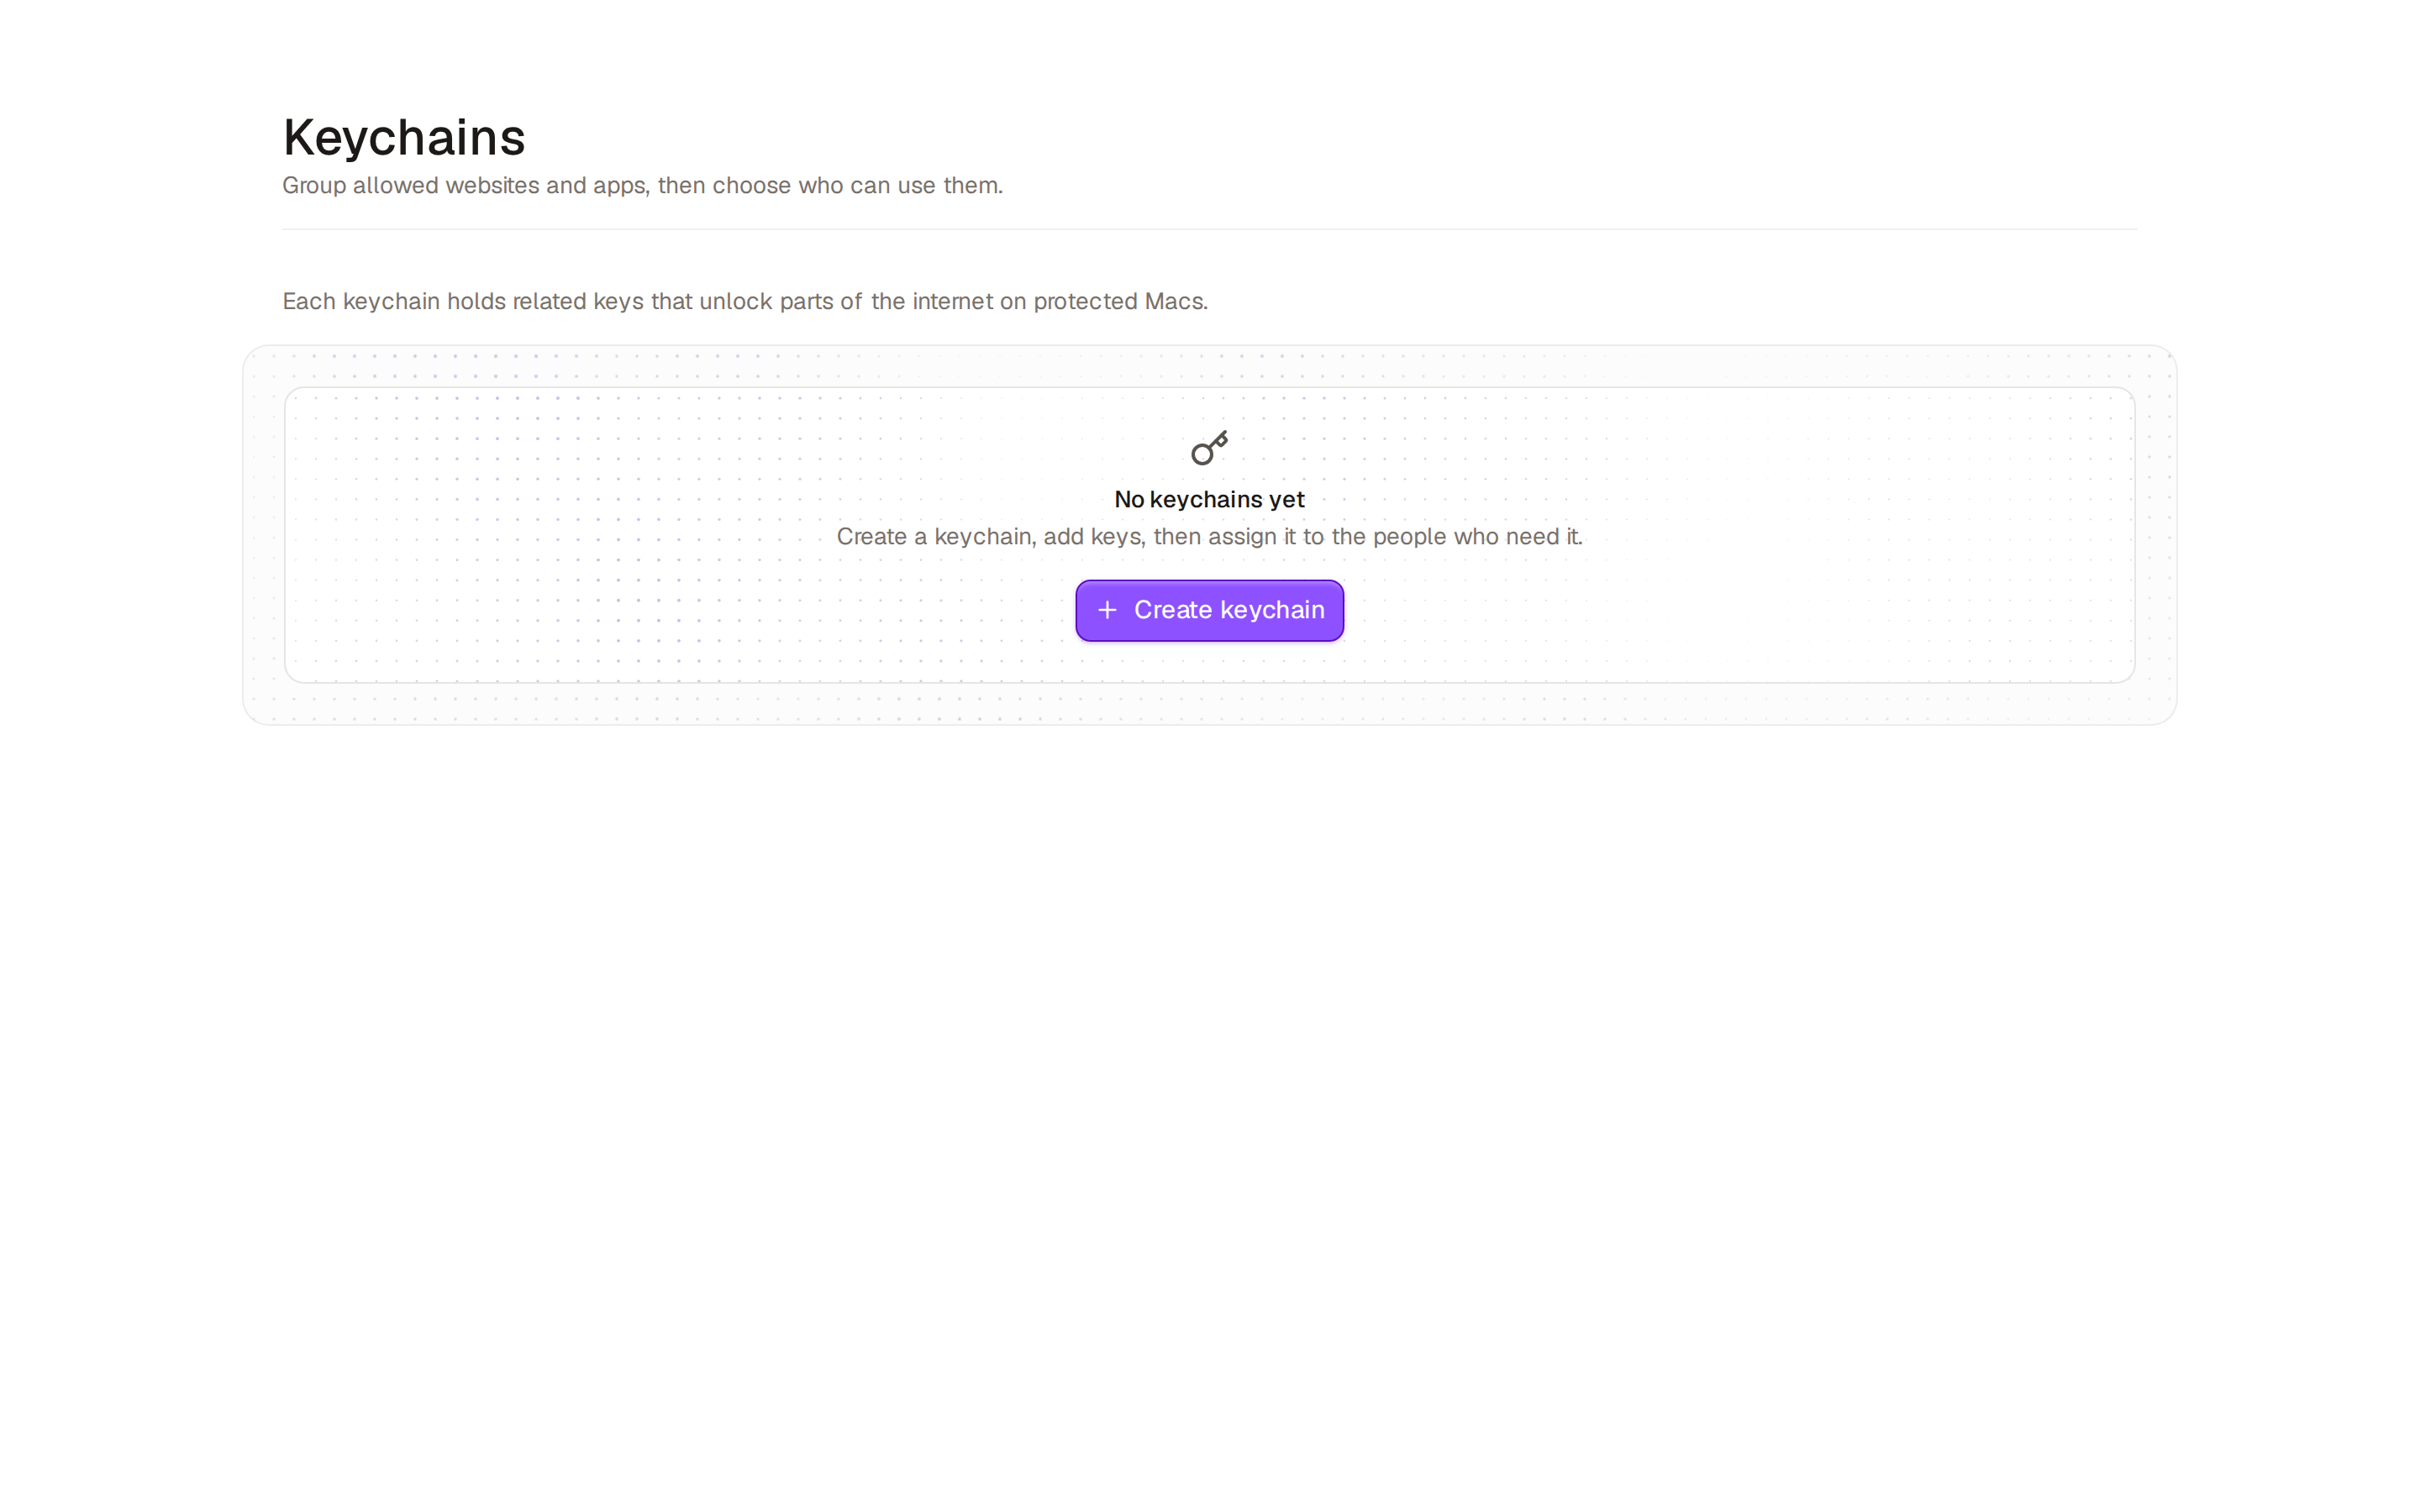 Keychains
Group allowed websites and apps, then choose who can use them.
Each keychain holds related keys that unlock parts of the internet on protected Macs.
No keychains yet
Create a keychain, add keys, then assign it to the people who need it.
Create keychain